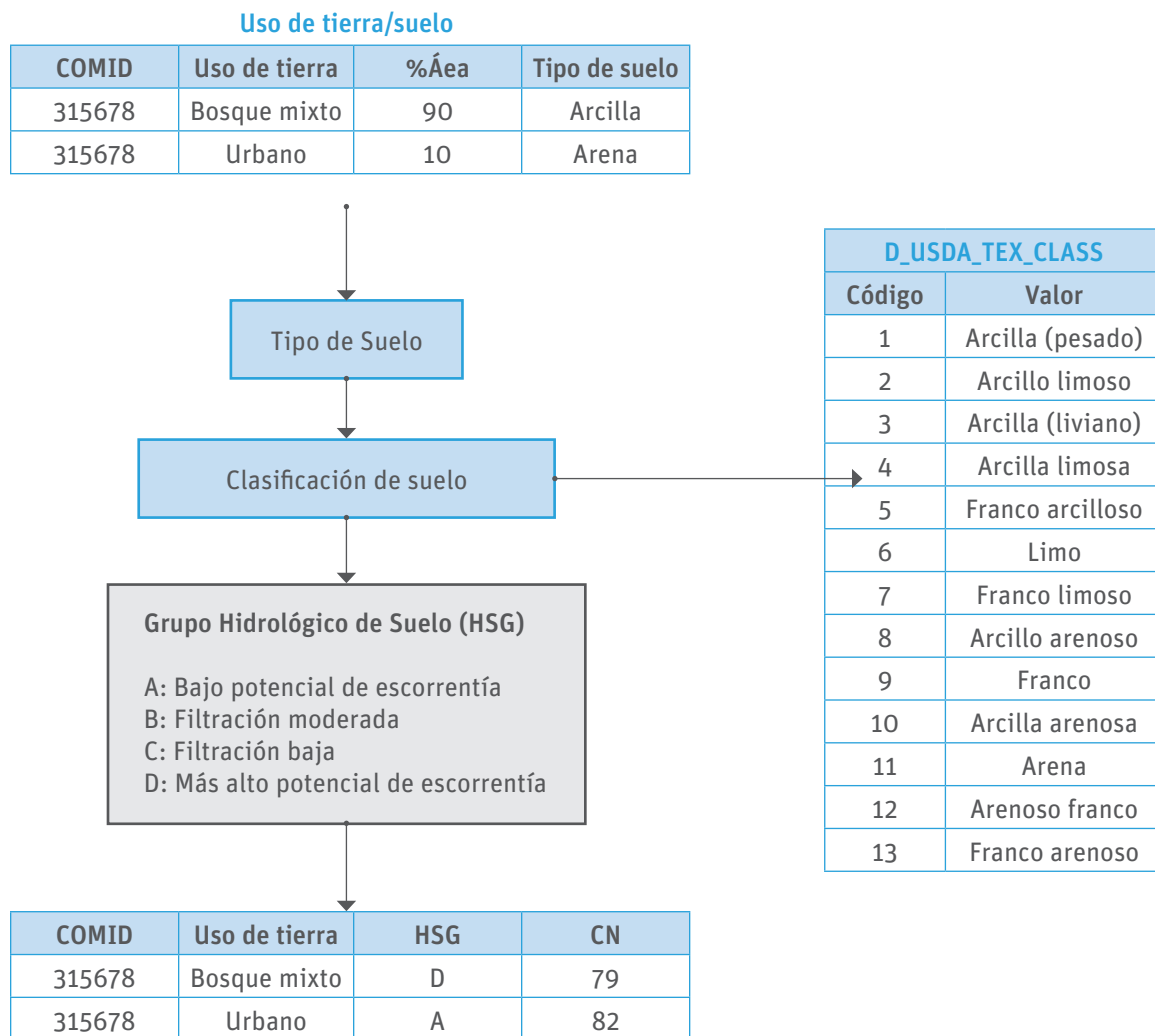 Uso de tierra/suelo
COMID Uso de tierra %Áea Tipo de suelo
315678 Bosque mixto 90 Arcilla
315678 Urbano 10 Arena
Tipo de Suelo
Clasificación de suelo
D_USDA_TEX_CLASS
Código Valor
1 Arcilla (pesado)
2 Arcillo limoso
3 Arcilla (liviano)
4 Arcilla limosa
5 Franco arcilloso
6 Limo
7 Franco limoso
8 Arcillo arenoso
9 Franco
10 Arcilla arenosa
11 Arena
12 Arenoso franco
13 Franco arenoso
Grupo Hidrológico de Suelo (HSG)
A: Bajo potencial de escorrentía
B: Filtración moderada
C: Filtración baja
D: Más alto potencial de escorrentía
COMID Uso de tierra HSG CN
315678 Bosque mixto D 79
315678 Urbano A 82